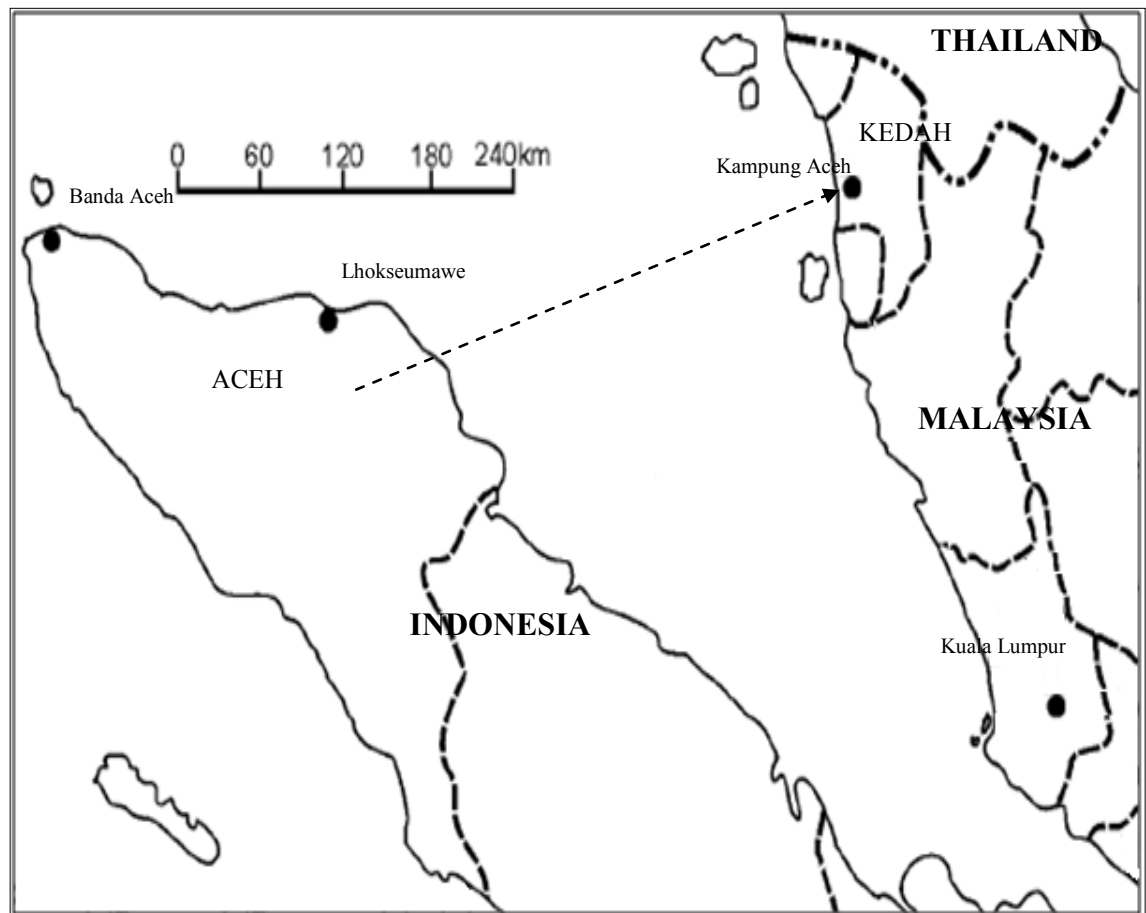 THAILAND
KEDAH
0 60 120 180 240km
Kampung Aceh
Banda Aceh
Lhokseumawe
ACEH
MALAYSIA
INDONESIA
Kuala Lumpur